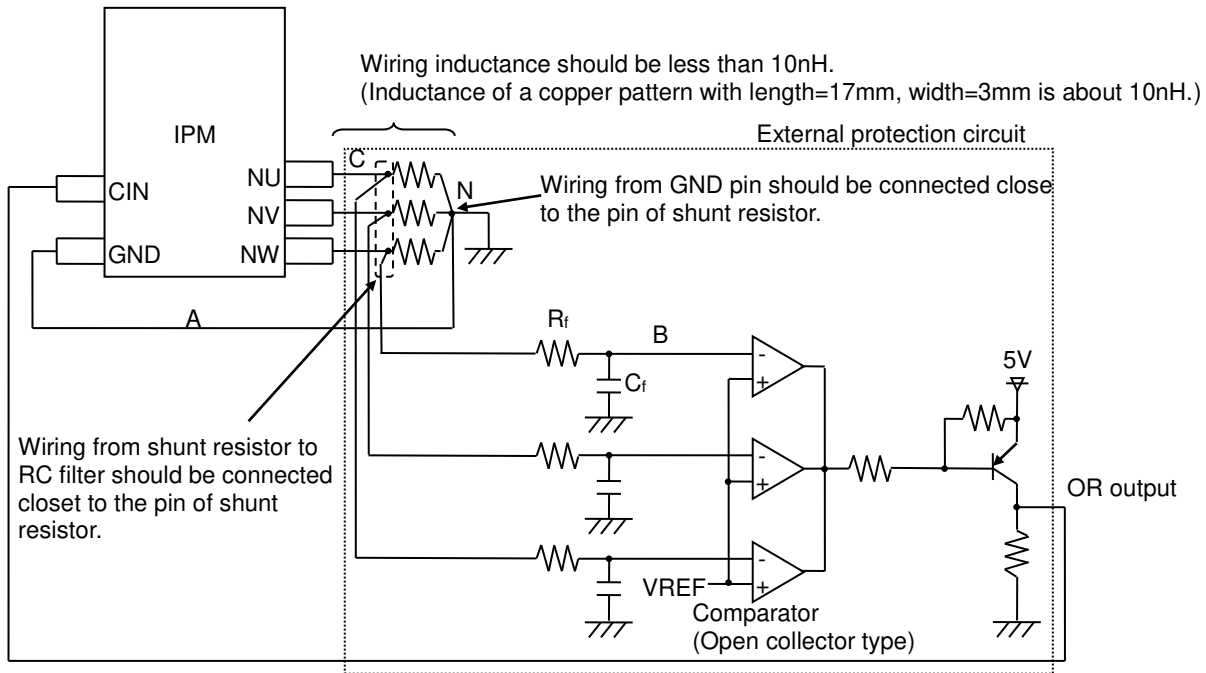 Wiring inductance should be less than 10nH.
(Inductance of a copper pattern with length=17mm, width=3mm is about 10nH.)
External protection circuit
IPM
C
NU
CIN
N
Wiring from GND pin should be connected close
to the pin of shunt resistor.
NV
GND
NW
A
Rf
B
Cf
-
+
5V
Wiring from shunt resistor to
RC filter should be connected
closet to the pin of shunt
resistor.
-
+
OR output
-
+
VREF
Comparator
(Open collector type)